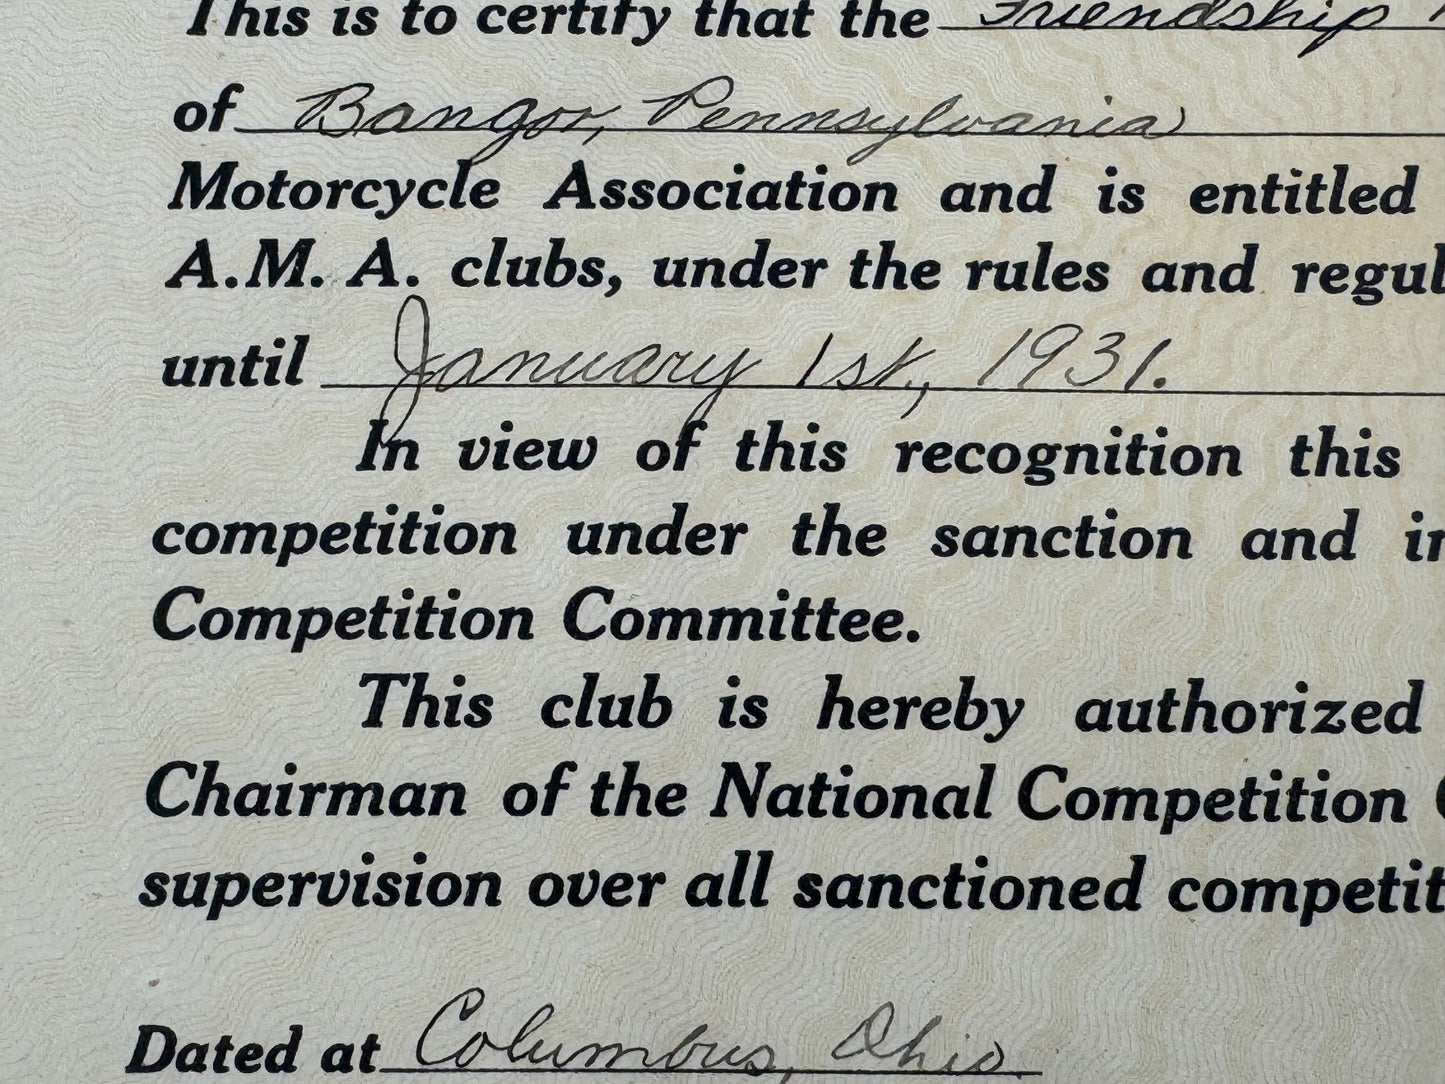 This is to certify that the Friendship
of Bangor, Pennsylvania
Motorcycle Association and is entitled
A.M. A. clubs, under the rules and regul
until January 1st, 1931.
In view of this recognition this
competition under the sanction and in
Competition Committee.
This club is hereby authorized
Chairman of the National Competition C
supervision over all sanctioned competit
Dated at Columbus, Ohio.